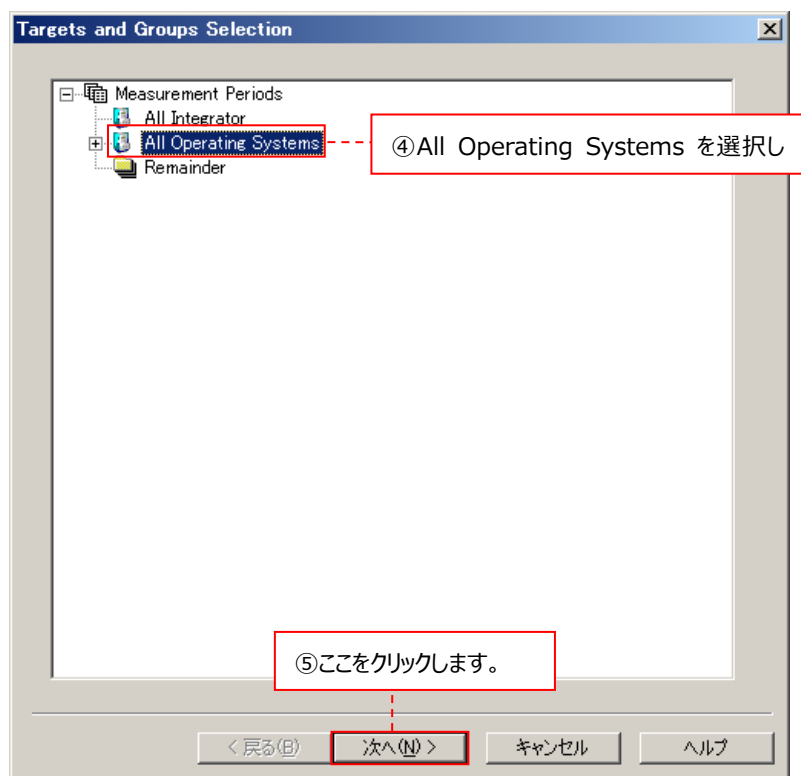 Targets and Groups Selection
Measurement Periods
All Integrator
All Operating Systems
④All Operating Systems を選択し
Remainder
⑤ここをクリックします。
< 戻る(B)
次へ(N) >
キャンセル
ヘルプ